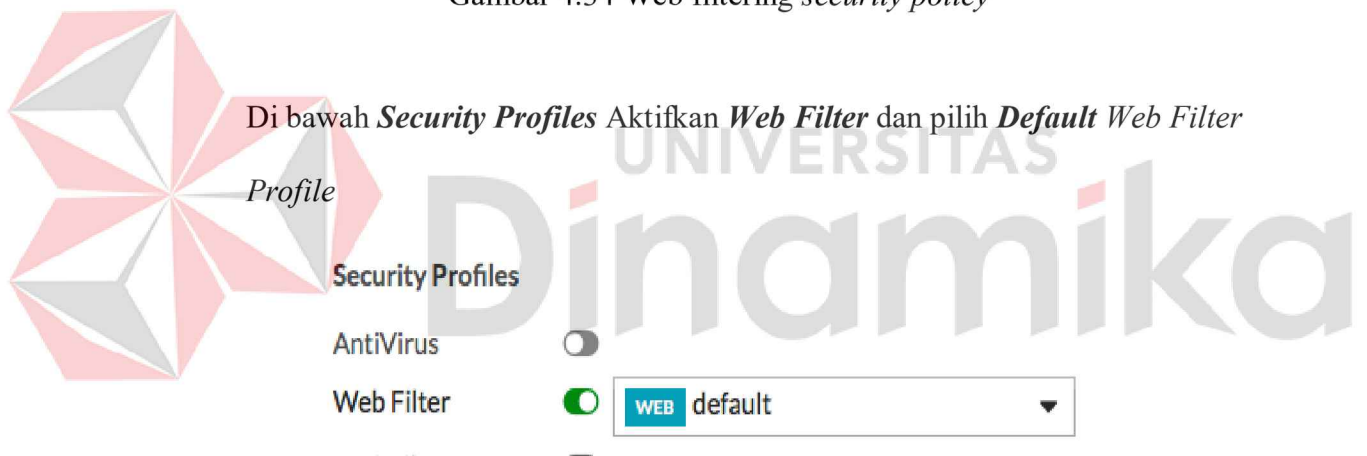 Gambar 4.34 Web filtering security policy
Di bawah Security Profiles Aktifkan Web Filter dan pilih Default Web Filter
Profile
UNIVERSITAS
Dinamika
Security Profiles
AntiVirus
Web Filter WEB default